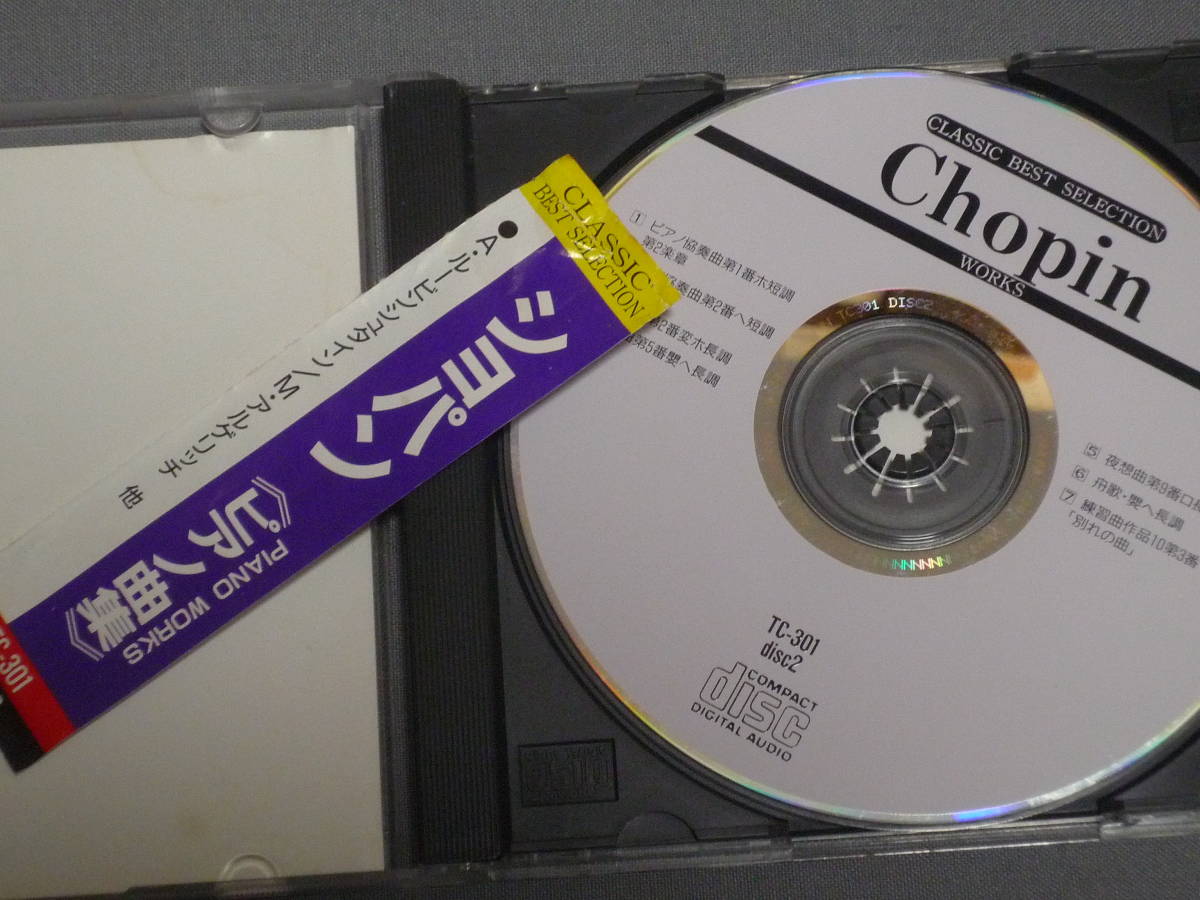 CLASSIC
BEST SELECTION
●A・ルービンシュタイン/M・アルゲリッチ 他
ショパン
《ピアノ曲集》
PIANO WORKS
TC-301
CLASSIC BEST SELECTION
Chopin
WORKS
1 ピアノ協奏曲第1番ホ短調
第2楽章
協奏曲第2番ヘ短調
第2番変ホ長調
第5番嬰ヘ長調
5 夜想曲第9番ロ長
6 舟歌・嬰ヘ長調
7 練習曲作品10第3番
「別れの曲」
TC-301 DISC2
TC-301
disc2
COMPACT
disc
DIGITAL AUDIO